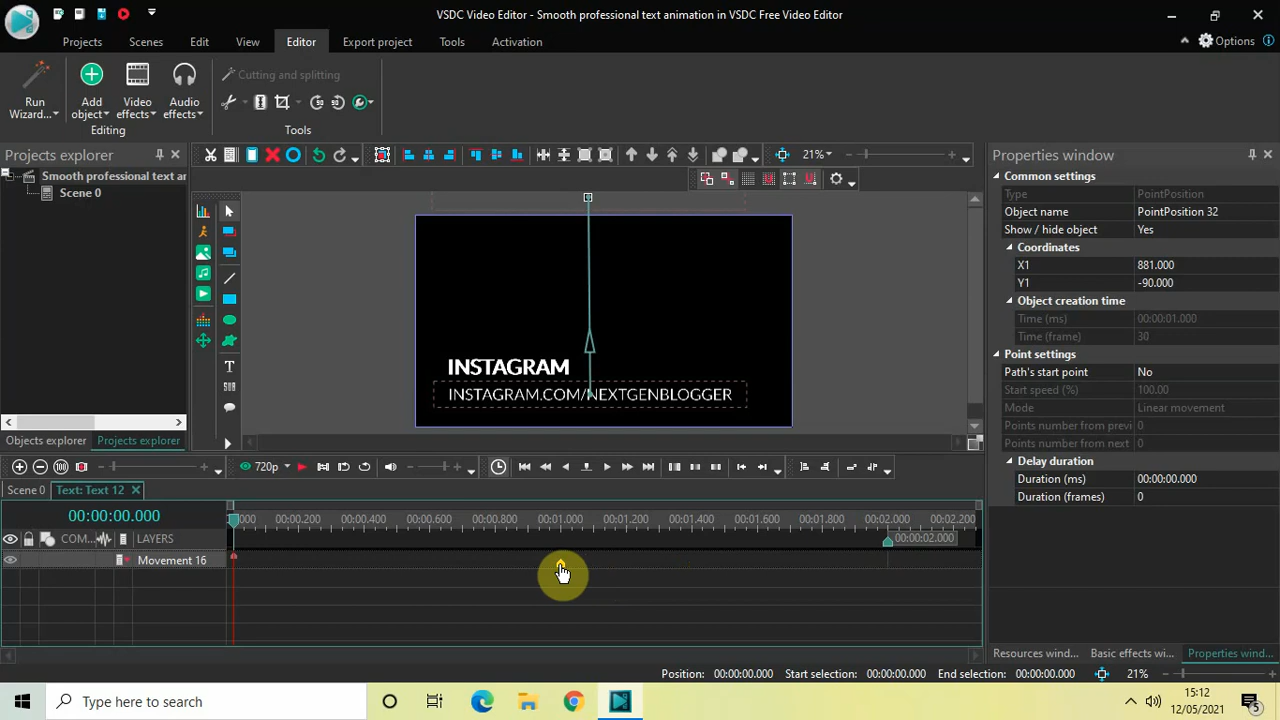 VSDC Video Editor - Smooth professional text animation in VSDC Free Video Editor
Projects Scenes Edit View Editor Export project Tools Activation Options
Run Wizard... Add object Video effects Audio effects Cutting and splitting
Editing Tools
Projects explorer 21% Properties window
Smooth professional text ar
Scene 0
Common settings
Type PointPosition
Object name PointPosition 32
Show / hide object Yes
Coordinates
X1 881.000
Y1 -90.000
Object creation time
Time (ms) 00:00:01.000
Time (frame) 30
Point settings
Path's start point No
Start speed (%) 100.00
Mode Linear movement
Points number from previ 0
Points number from next 0
Delay duration
Duration (ms) 00:00:00.000
Duration (frames) 0
INSTAGRAM
INSTAGRAM.COM/NEXTGENBLOGGER
Objects explorer Projects explorer
720p
Scene 0 Text: Text 12
00:00:00.000 000 00:00.200 00:00.400 00:00.600 00:00.800 00:01.000 00:01.200 00:01.400 00:01.600 00:01.800 00:02.000 00:02.200
COM... LAYERS 00:00:02.000
Movement 16
Resources wind... Basic effects wi... Properties wind...
Position: 00:00:00.000 Start selection: 00:00:00.000 End selection: 00:00:00.000 21%
Type here to search
15:12
12/05/2021
5